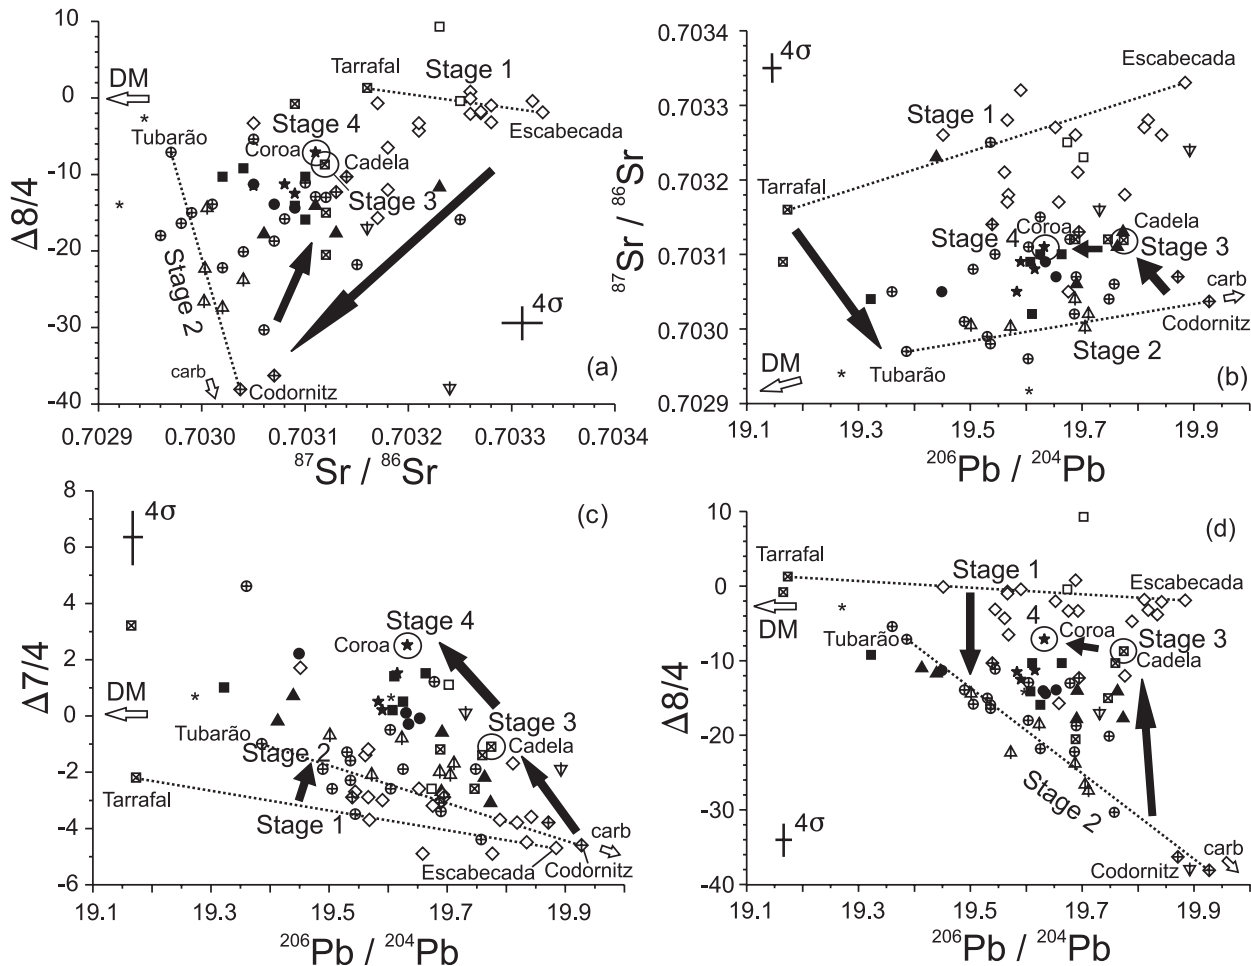 10
0
-10
-20
-30
-40
Δ8/4
DM
Tubarão
Tarrafal
Stage 1
Escabecada
Stage 4
Coroa
Cadela
Stage 3
Stage 2
4σ
(a)
carb
Codornitz
0.7029
0.7030
0.7031
0.7032
0.7033
0.7034
87Sr / 86Sr
0.7034
0.7033
0.7032
0.7031
0.7030
0.7029
87Sr / 86Sr
4σ
Escabecada
Stage 1
Tarrafal
Coroa
Cadela
Stage 4
Stage 3
carb
Codornitz
Stage 2
DM
Tubarão
(b)
19.1
19.3
19.5
19.7
19.9
206Pb / 204Pb
8
6
4
2
0
-2
-4
-6
Δ7/4
4σ
(c)
Stage 4
Coroa
DM
Stage 3
Tubarão
Stage 2
Cadela
Tarrafal
Stage 1
carb
Escabecada
Codornitz
19.1
19.3
19.5
19.7
19.9
206Pb / 204Pb
10
0
-10
-20
-30
-40
Δ8/4
(d)
Tarrafal
Stage 1
Escabecada
DM
4
Tubarão
Coroa
Stage 3
Cadela
Stage 2
4σ
carb
Codornitz
19.1
19.3
19.5
19.7
19.9
206Pb / 204Pb